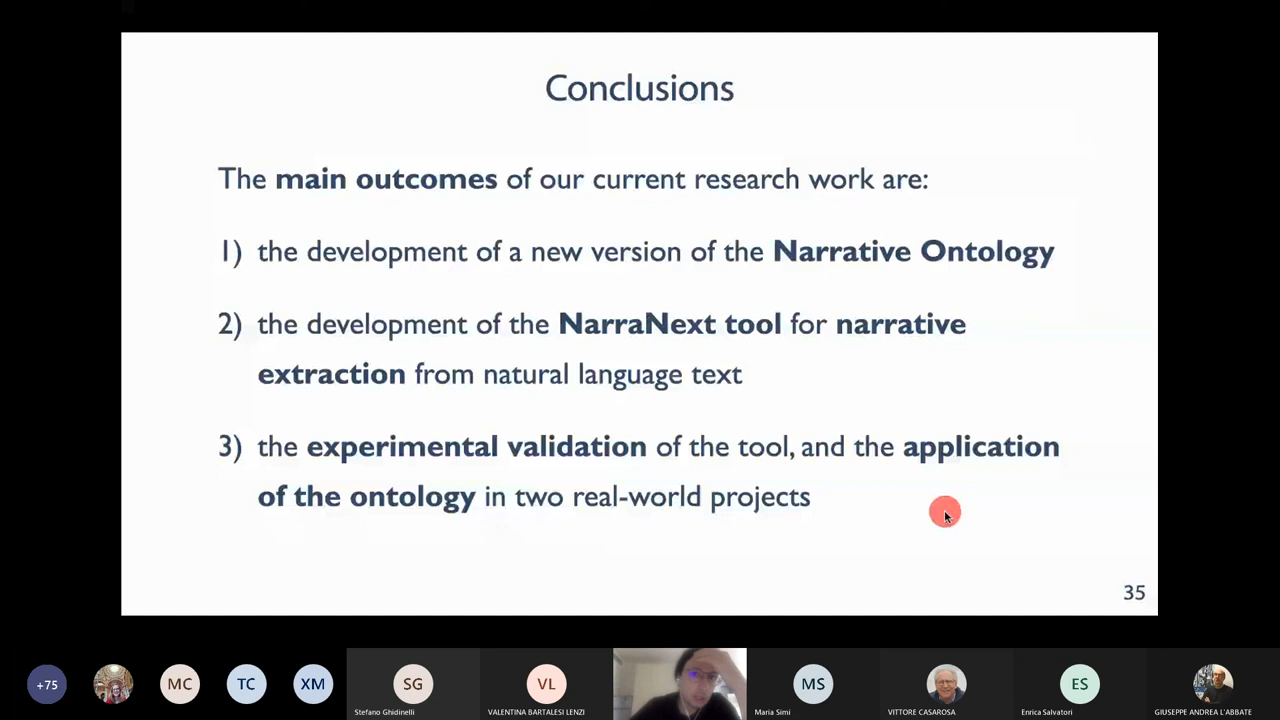 Conclusions
The main outcomes of our current research work are:
1) the development of a new version of the Narrative Ontology
2) the development of the NarraNext tool for narrative
extraction from natural language text
3) the experimental validation of the tool, and the application
of the ontology in two real-world projects
35
+75
MC
TC
XM
SG
VL
MS
ES
Stefano Ghidinelli
VALENTINA BARTALESI LENZI
Maria Simi
VITTORE CASAROSA
Enrica Salvatori
GIUSEPPE ANDREA L'ABBATE